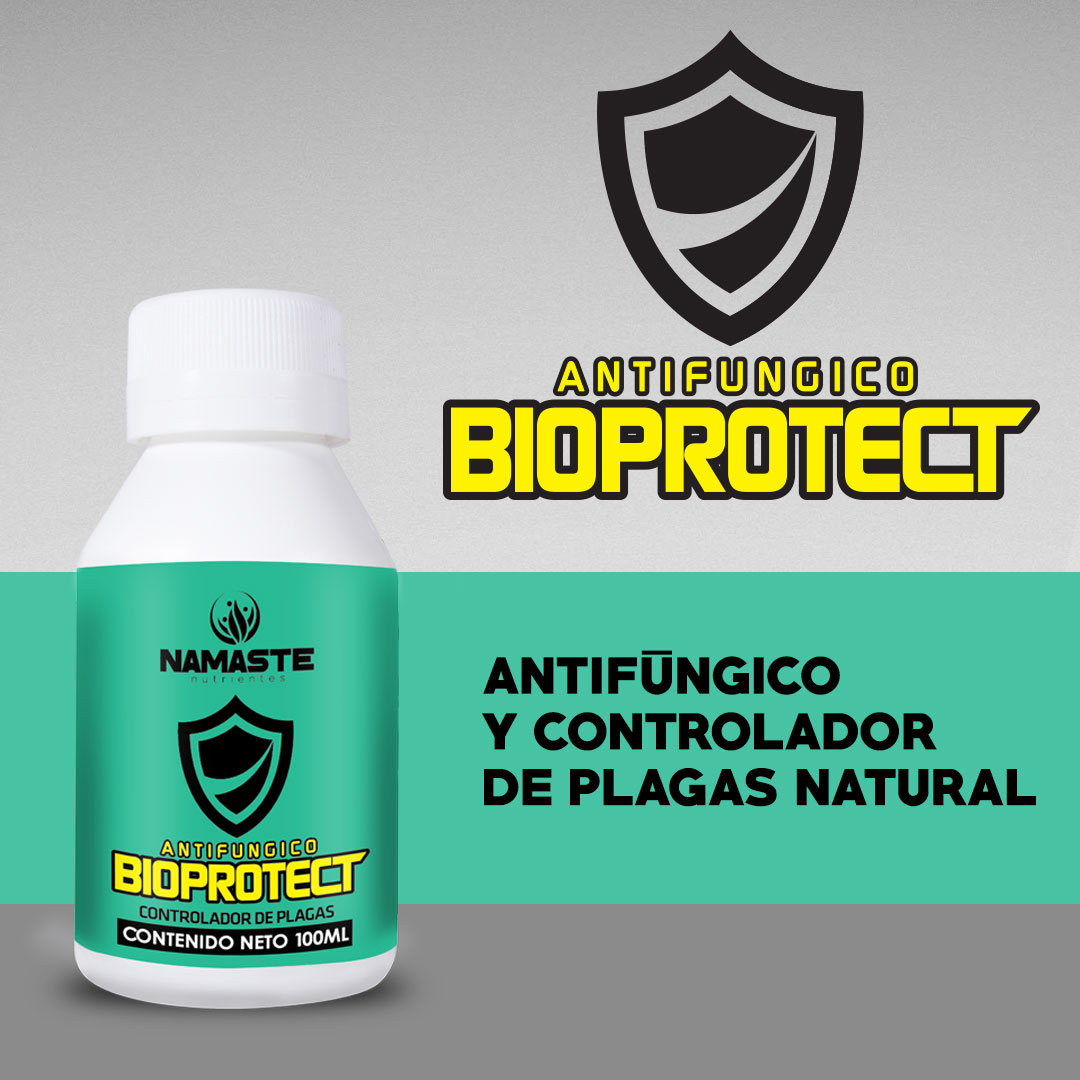 ANTIFUNGICO
BIOPROTECT
ANTIFŪNGICO
Y CONTROLADOR
DE PLAGAS NATURAL
NAMASTE
nutrientes
ANTIFUNGICO
BIOPROTECT
CONTROLADOR DE PLAGAS
CONTENIDO NETO 100ML